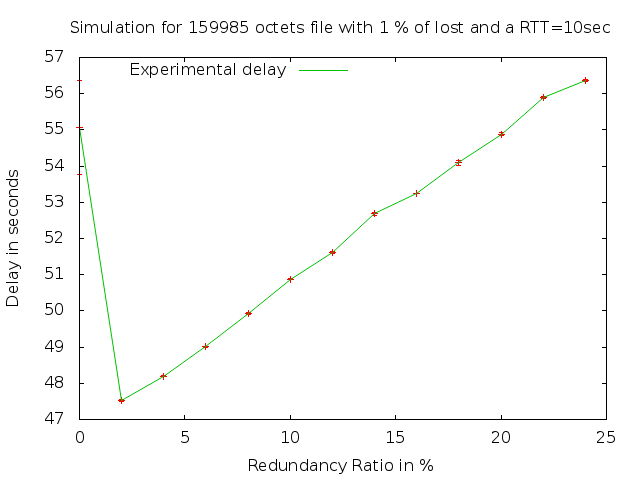 Simulation for 159985 octets file with 1 % of lost and a RTT=10sec
Experimental delay
57
56
55
54
53
52
51
50
49
48
47
Delay in seconds
0 5 10 15 20 25
Redundancy Ratio in %